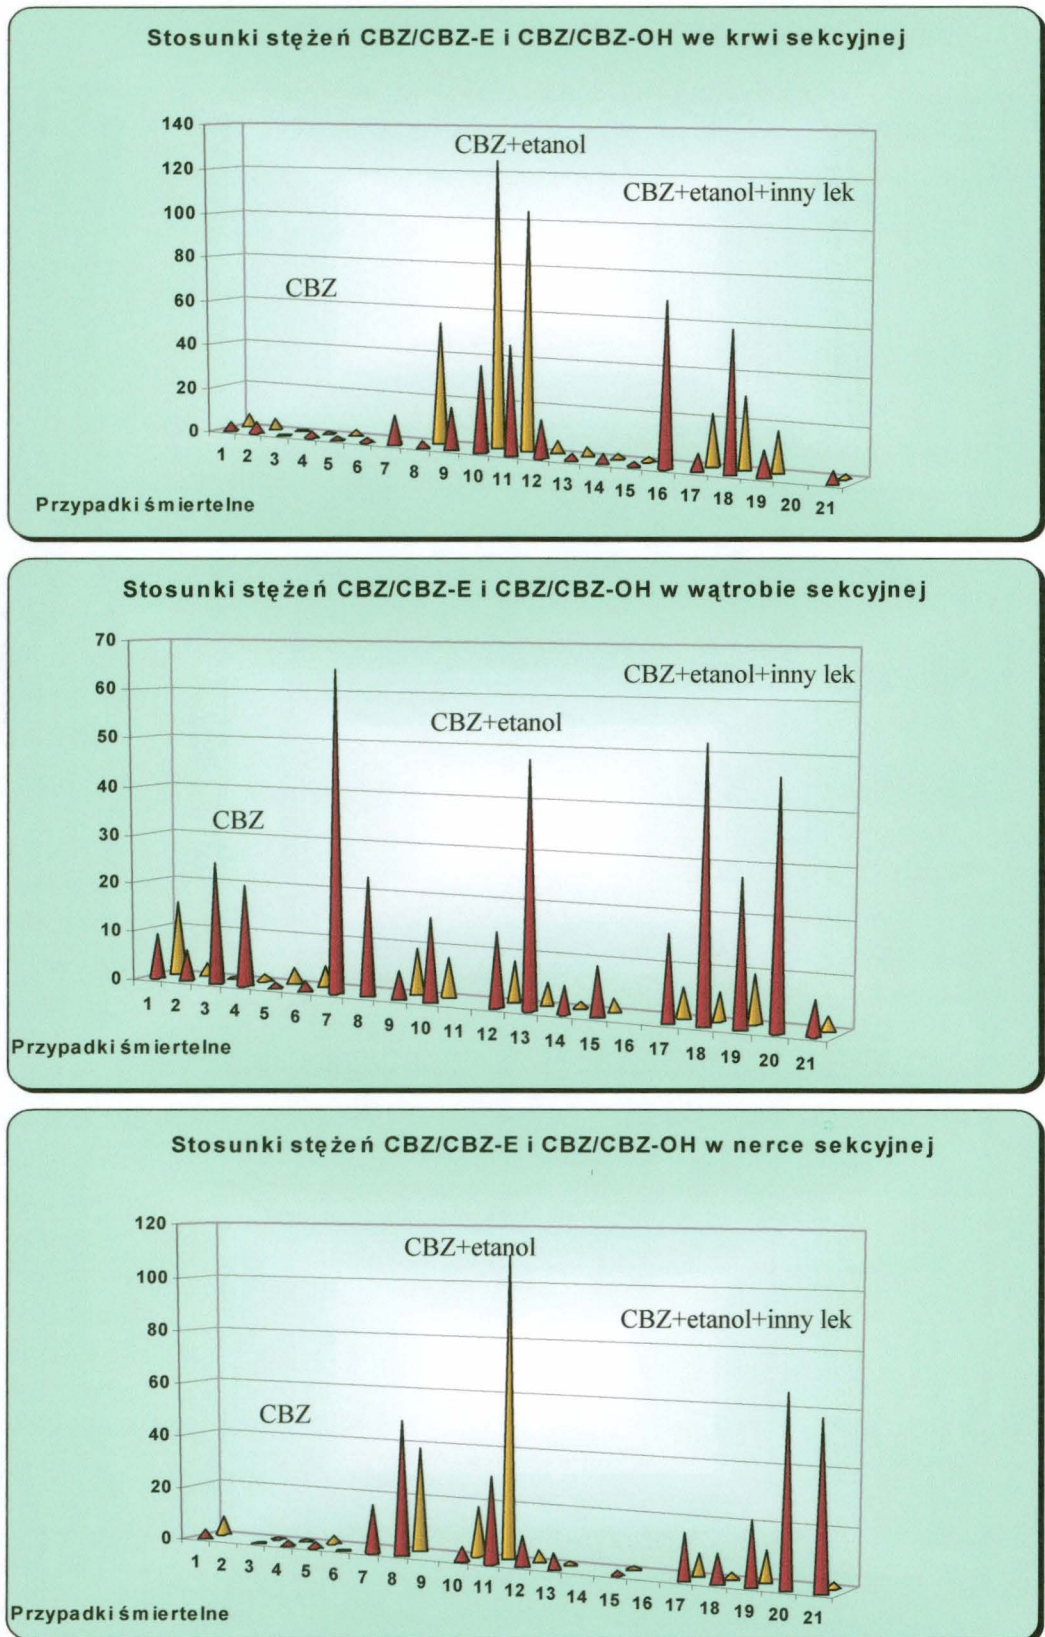 Stosunki stężeń CBZ/CBZ-E i CBZ/CBZ-OH we krwi sekcyjnej
140
120
100
80
60
40
20
0
CBZ+etanol
CBZ+etanol+inny lek
CBZ
1 2 3 4 5 6 7 8 9 10 11 12 13 14 15 16 17 18 19 20 21
Przypadki śmiertelne
Stosunki stężeń CBZ/CBZ-E i CBZ/CBZ-OH w wątrobie sekcyjnej
70
60
50
40
30
20
10
0
CBZ+etanol+inny lek
CBZ+etanol
CBZ
1 2 3 4 5 6 7 8 9 10 11 12 13 14 15 16 17 18 19 20 21
Przypadki śmiertelne
Stosunki stężeń CBZ/CBZ-E i CBZ/CBZ-OH w nerce sekcyjnej
120
100
80
60
40
20
0
CBZ+etanol
CBZ+etanol+inny lek
CBZ
1 2 3 4 5 6 7 8 9 10 11 12 13 14 15 16 17 18 19 20 21
Przypadki śmiertelne